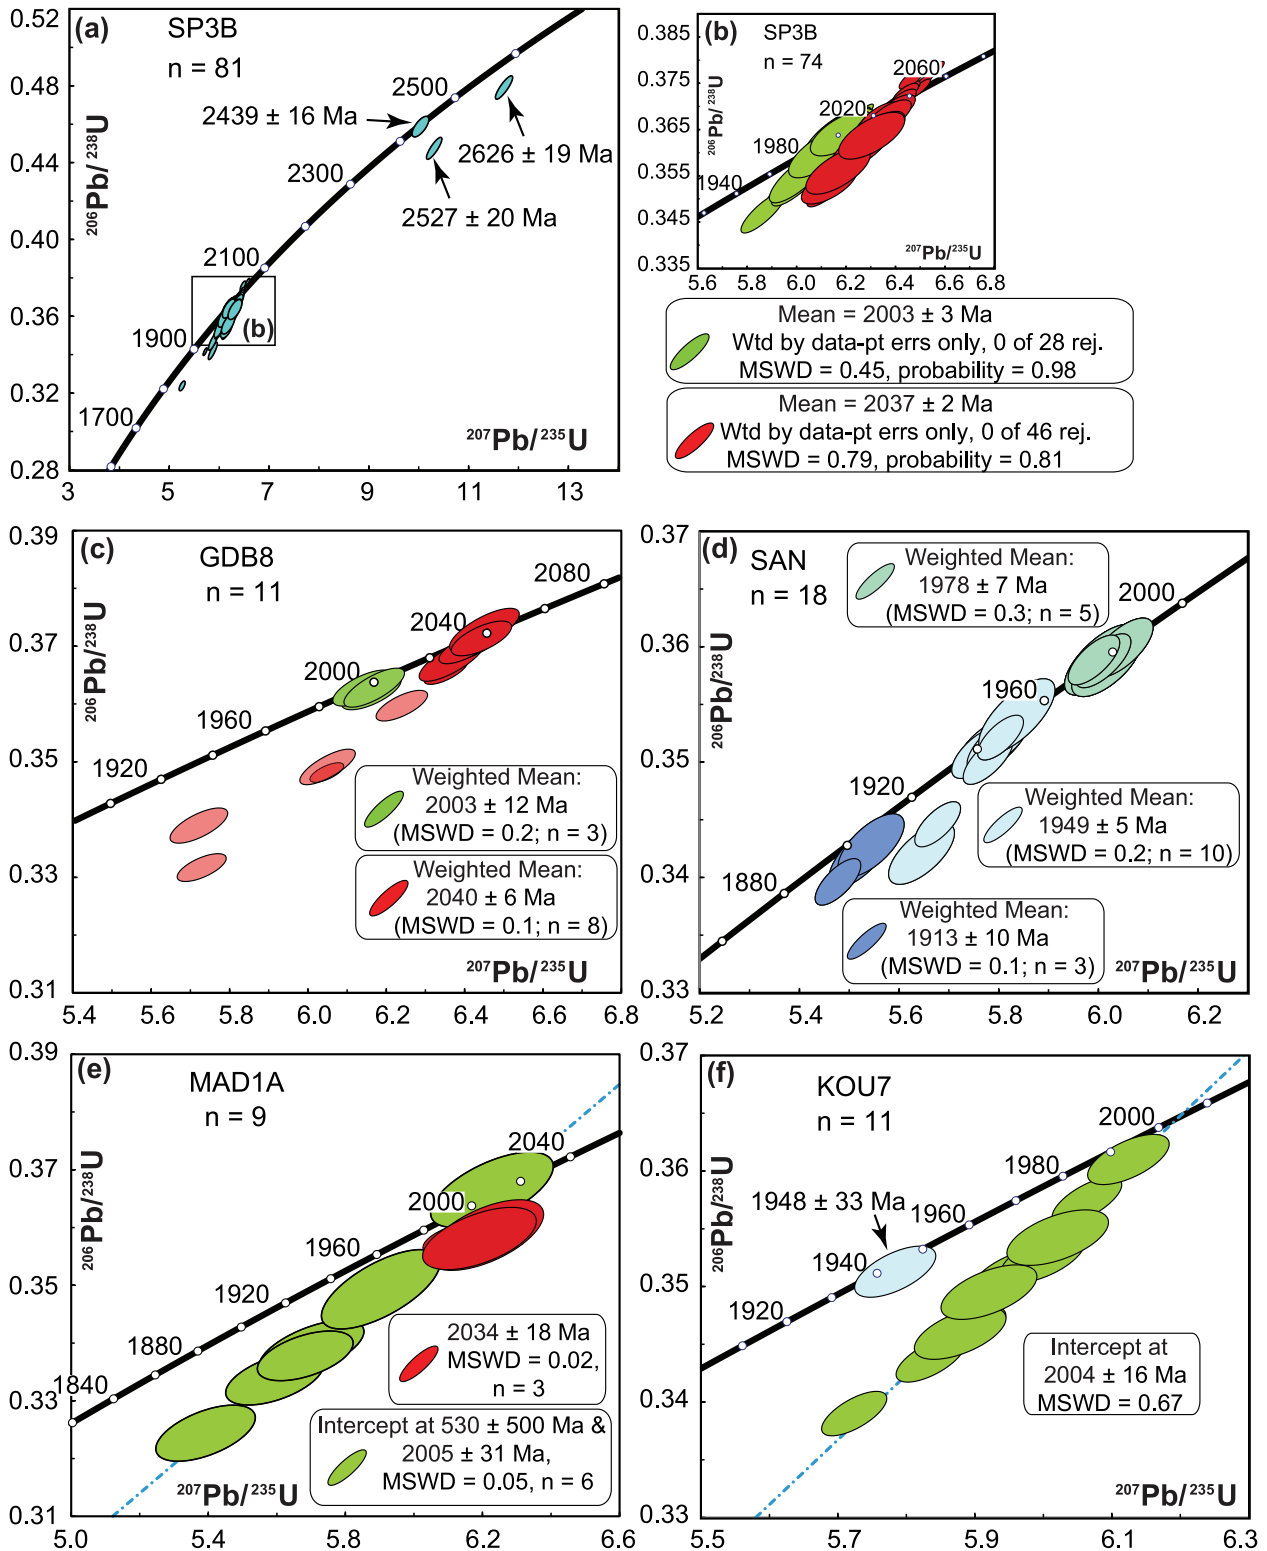 (a)
SP3B
n = 81
0.52
0.48
0.44
0.40
0.36
0.32
0.28
206Pb/238U
2500
2300
2100
1900
1700
2439 ± 16 Ma
2626 ± 19 Ma
2527 ± 20 Ma
(b)
207Pb/235U
3
5
7
9
11
13
(b)
SP3B
n = 74
0.385
0.375
0.365
0.355
0.345
0.335
206Pb/238U
2060
2020
1980
1940
207Pb/235U
5.6
5.8
6.0
6.2
6.4
6.6
6.8
Mean = 2003 ± 3 Ma
Wtd by data-pt errs only, 0 of 28 rej.
MSWD = 0.45, probability = 0.98
Mean = 2037 ± 2 Ma
Wtd by data-pt errs only, 0 of 46 rej.
MSWD = 0.79, probability = 0.81
(c)
GDB8
n = 11
0.39
0.37
0.35
0.33
0.31
206Pb/238U
2080
2040
2000
1960
1920
Weighted Mean:
2003 ± 12 Ma
(MSWD = 0.2; n = 3)
Weighted Mean:
2040 ± 6 Ma
(MSWD = 0.1; n = 8)
207Pb/235U
5.4
5.6
5.8
6.0
6.2
6.4
6.6
6.8
(d)
SAN
n = 18
0.37
0.36
0.35
0.34
0.33
206Pb/238U
2000
1960
1920
1880
Weighted Mean:
1978 ± 7 Ma
(MSWD = 0.3; n = 5)
Weighted Mean:
1949 ± 5 Ma
(MSWD = 0.2; n = 10)
Weighted Mean:
1913 ± 10 Ma
(MSWD = 0.1; n = 3)
207Pb/235U
5.2
5.4
5.6
5.8
6.0
6.2
(e)
MAD1A
n = 9
0.39
0.37
0.35
0.33
0.31
206Pb/238U
2040
2000
1960
1920
1880
1840
2034 ± 18 Ma
MSWD = 0.02,
n = 3
Intercept at 530 ± 500 Ma &
2005 ± 31 Ma,
MSWD = 0.05, n = 6
207Pb/235U
5.0
5.4
5.8
6.2
6.6
(f)
KOU7
n = 11
0.37
0.36
0.35
0.34
0.33
206Pb/238U
2000
1980
1960
1940
1920
1948 ± 33 Ma
Intercept at
2004 ± 16 Ma
MSWD = 0.67
207Pb/235U
5.5
5.7
5.9
6.1
6.3